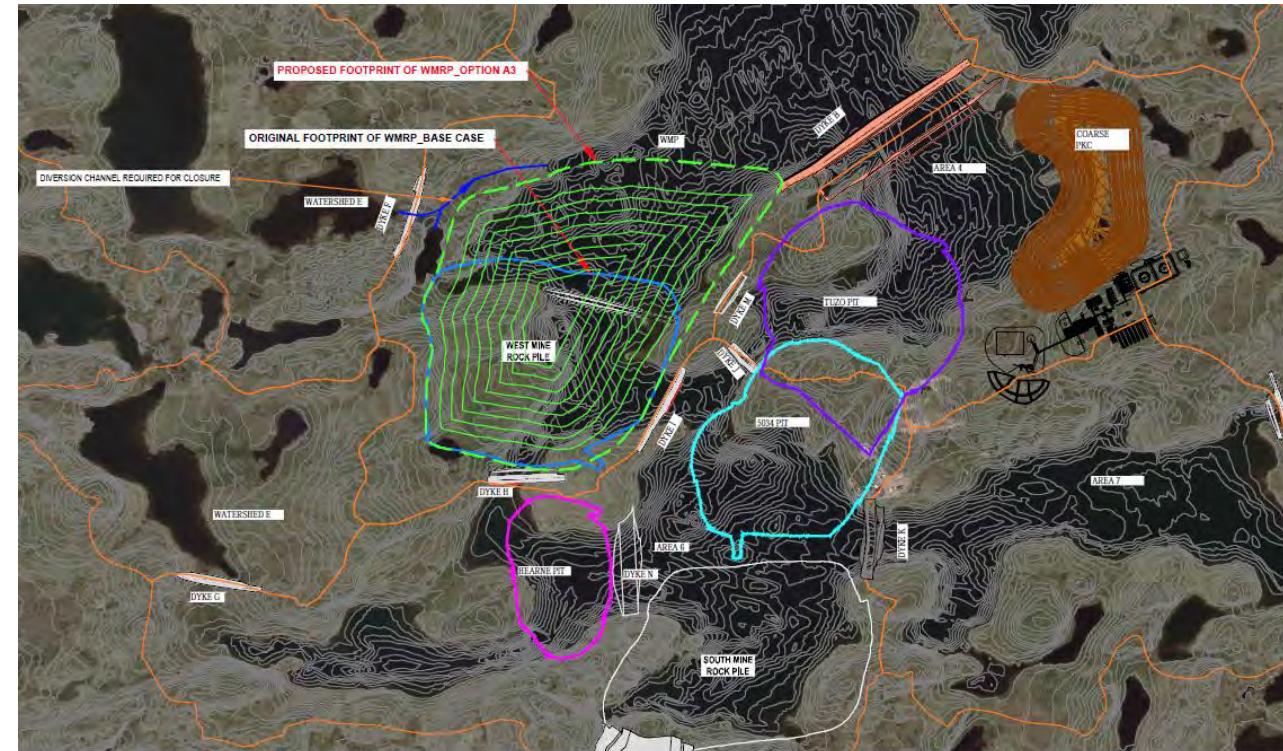 PROPOSED FOOTPRINT OF WMRP_OPTION A3
DYKE B
WMP
COARSE
PKC
ORIGINAL FOOTPRINT OF WMRP_BASE CASE
AREA 4
DIVERSION CHANNEL REQUIRED FOR CLOSURE
WATERSHED E
DYKE F
DYKE M
TUZO PIT
WEST MINE
ROCK PILE
DYKE J
DYKE I
5034 PIT
AREA 7
DYKE H
WATERSHED E
DYKE K
AREA 6
HEARNE PIT
DYKE N
DYKE G
SOUTH MINE
ROCK PILE